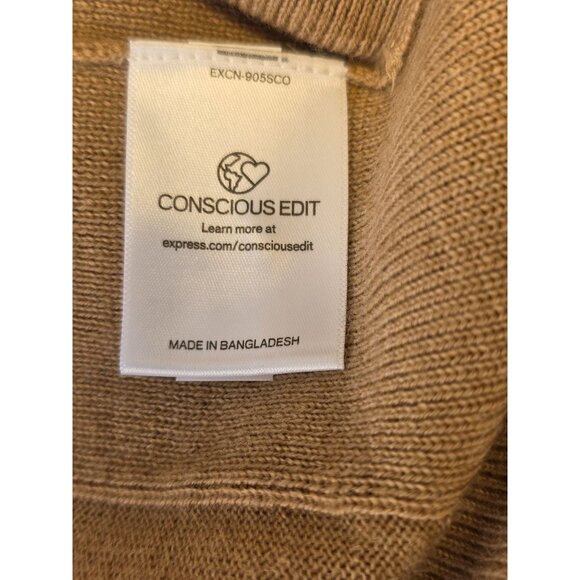 EXCN-905SCO
CONSCIOUS EDIT
Learn more at
express.com/consciousedit
MADE IN BANGLADESH